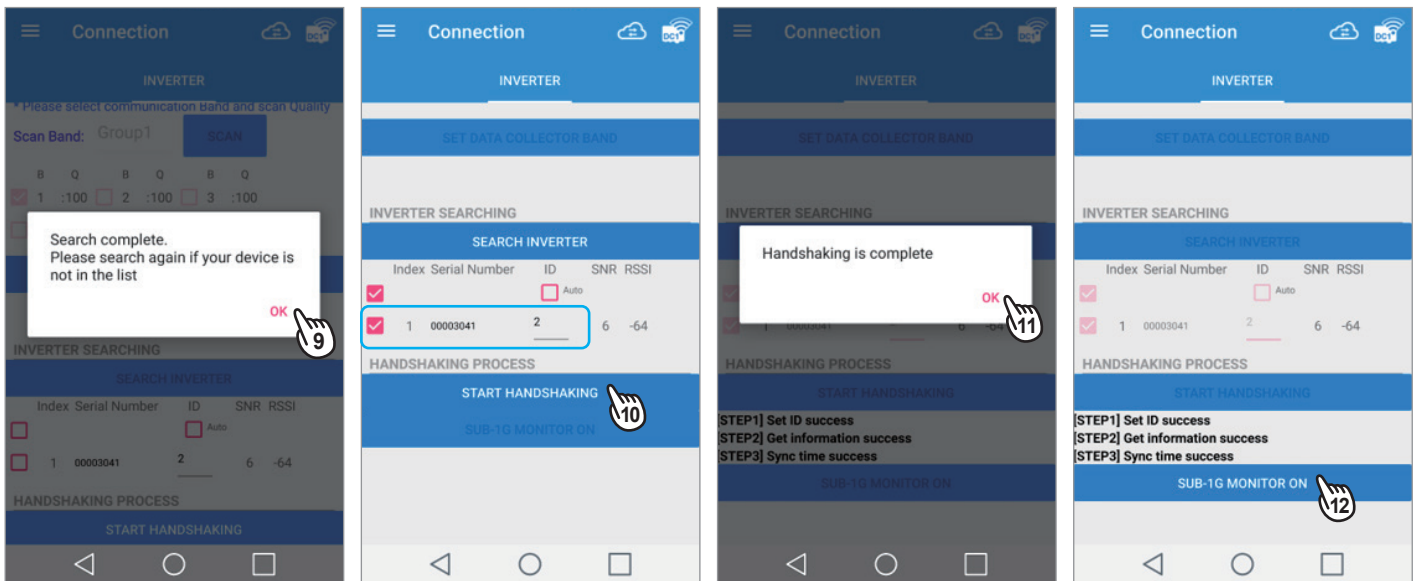 Connection
DC1
INVERTER
* Please select communication Band and scan Quality
Scan Band: Group1 SCAN
B Q B Q B Q
1 :100 2 :100 3 :100
Search complete.
Please search again if your device is
not in the list
OK
9
INVERTER SEARCHING
SEARCH INVERTER
Index Serial Number ID SNR RSSI
Auto
1 00003041 2 6 -64
HANDSHAKING PROCESS
START HANDSHAKING
Connection
DC1
INVERTER
SET DATA COLLECTOR BAND
INVERTER SEARCHING
SEARCH INVERTER
Index Serial Number ID SNR RSSI
Auto
1 00003041 2 6 -64
HANDSHAKING PROCESS
START HANDSHAKING
10
SUB-1G MONITOR ON
Connection
DC1
INVERTER
SET DATA COLLECTOR BAND
INVERTER SEARCHING
Handshaking is complete
OK
11
1 00003041 6 -64
HANDSHAKING PROCESS
START HANDSHAKING
[STEP1] Set ID success
[STEP2] Get information success
[STEP3] Sync time success
SUB-1G MONITOR ON
Connection
DC1
INVERTER
SET DATA COLLECTOR BAND
INVERTER SEARCHING
SEARCH INVERTER
Index Serial Number ID SNR RSSI
Auto
1 00003041 2 6 -64
HANDSHAKING PROCESS
START HANDSHAKING
[STEP1] Set ID success
[STEP2] Get information success
[STEP3] Sync time success
SUB-1G MONITOR ON
12